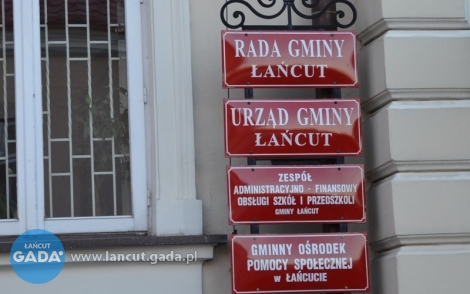 RADA GMINY
ŁAŃCUT
URZĄD GMINY
ŁAŃCUT
ZESPÓŁ
ADMINISTRACYJNO - FINANSOWY
OBSŁUGI SZKÓŁ I PRZEDSZKOLI
GMINY ŁAŃCUT
GMINNY OŚRODEK
POMOCY SPOŁECZNEJ
w ŁAŃCUCIE
ŁAŃCUT
GADA
www.lancut.gada.pl